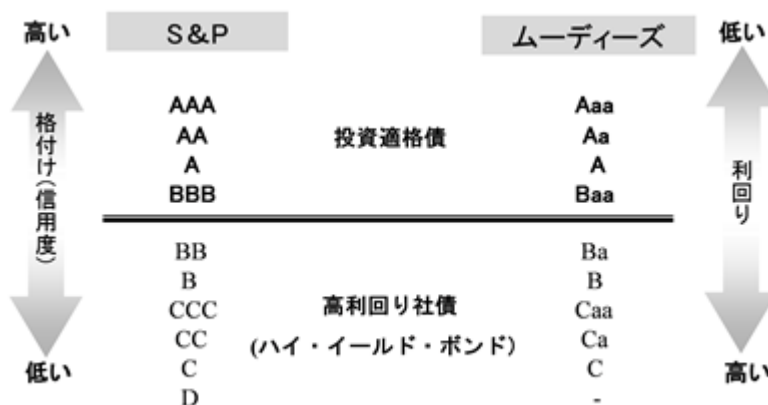 高い
S&P
ムーディーズ
低い
格付け(信用度)
利回り
AAA
Aaa
AA
投資適格債
Aa
A
A
BBB
Baa
BB
Ba
B
B
CCC
高利回り社債
Caa
CC
(ハイ・イールド・ボンド)
Ca
低い
C
C
高い
D
-